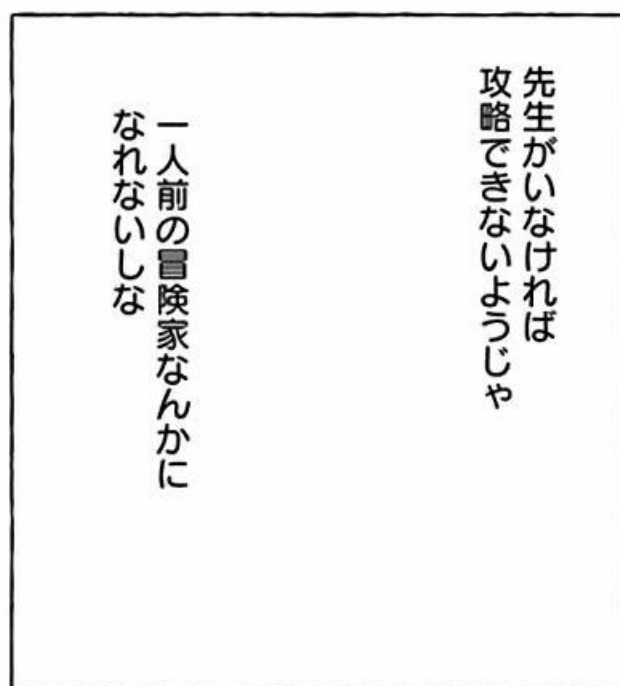 先生がいなければ
攻略できないようじゃ
一人前の冒険家なんかに
なれないしな